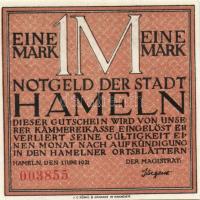 EINE 1M EINE
MARK MARK
NOTGELD DER STADT
HAMELN
DIESER GUTSCHEIN WIRD VON UNSE
RER KÄMMEREIKASSE EINGELÖST ER
VERLIERT SEINE GÜLTIGKEIT EI
NEN MONAT NACH AUFKÜNDIGUNG
IN DEN HAMELNER ORTSBLÄTTERN
HAMELN, DEN 1. JUNI 1921 DER MAGISTRAT:
003855